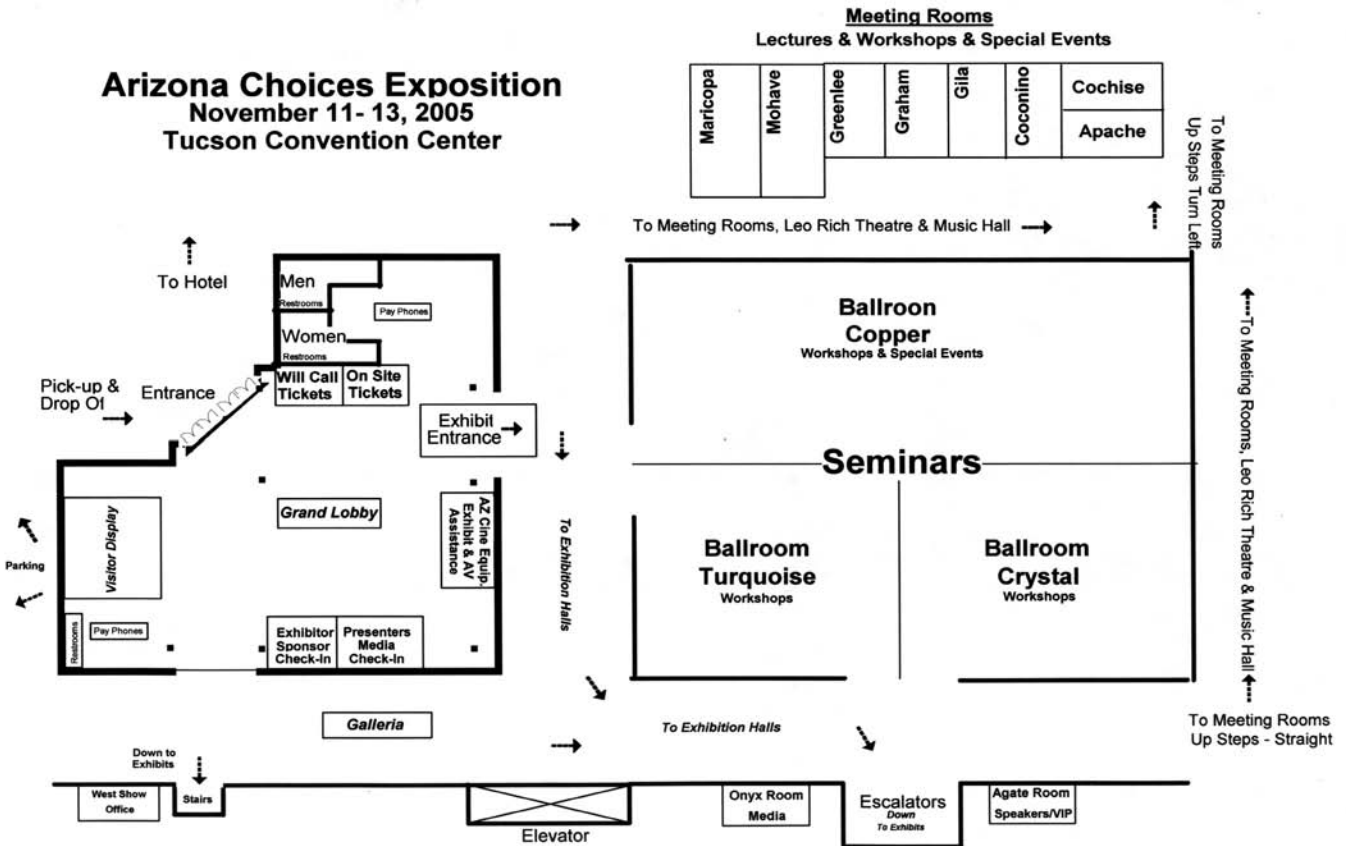 Meeting Rooms
Lectures & Workshops & Special Events
Arizona Choices Exposition
November 11- 13, 2005
Tucson Convention Center
Maricopa
Mohave
Greenlee
Graham
Gila
Coconino
Cochise
Apache
To Meeting Rooms
Up Steps Turn Left
To Meeting Rooms, Leo Rich Theatre & Music Hall
To Hotel
Men
Restrooms
Pay Phones
Women
Restrooms
Will Call
Tickets
On Site
Tickets
Pick-up &
Drop Of
Entrance
Exhibit
Entrance
Ballroon
Copper
Workshops & Special Events
Seminars
To Meeting Rooms, Leo Rich Theatre & Music Hall
Visitor Display
Grand Lobby
AZ Cine Equip.
Exhibit & AV
Assistance
To Exhibition Halls
Ballroom
Turquoise
Workshops
Ballroom
Crystal
Workshops
Parking
Restrooms
Pay Phones
Exhibitor
Sponsor
Check-In
Presenters
Media
Check-In
Galleria
To Exhibition Halls
To Meeting Rooms
Up Steps - Straight
Down to
Exhibits
West Show
Office
Stairs
Elevator
Onyx Room
Media
Escalators
Down
To Exhibits
Agate Room
Speakers/VIP